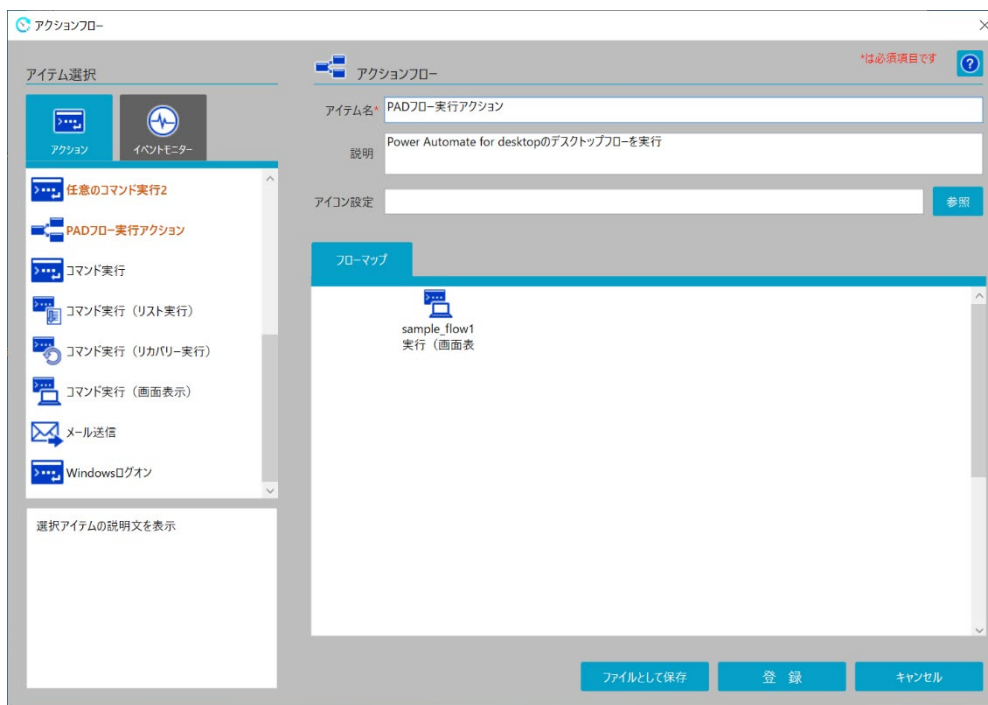 アクションフロー
アイテム選択
アクション
イベントモニター
任意のコマンド実行2
PADフロー実行アクション
コマンド実行
コマンド実行（リスト実行）
コマンド実行（リカバリー実行）
コマンド実行（画面表示）
メール送信
Windowsログオン
選択アイテムの説明文を表示
アクションフロー
*は必須項目です
?
アイテム名* PADフロー実行アクション
説明 Power Automate for desktopのデスクトップフローを実行
アイコン設定
参照
フローマップ
sample_flow1
実行（画面表
ファイルとして保存
登 録
キャンセル